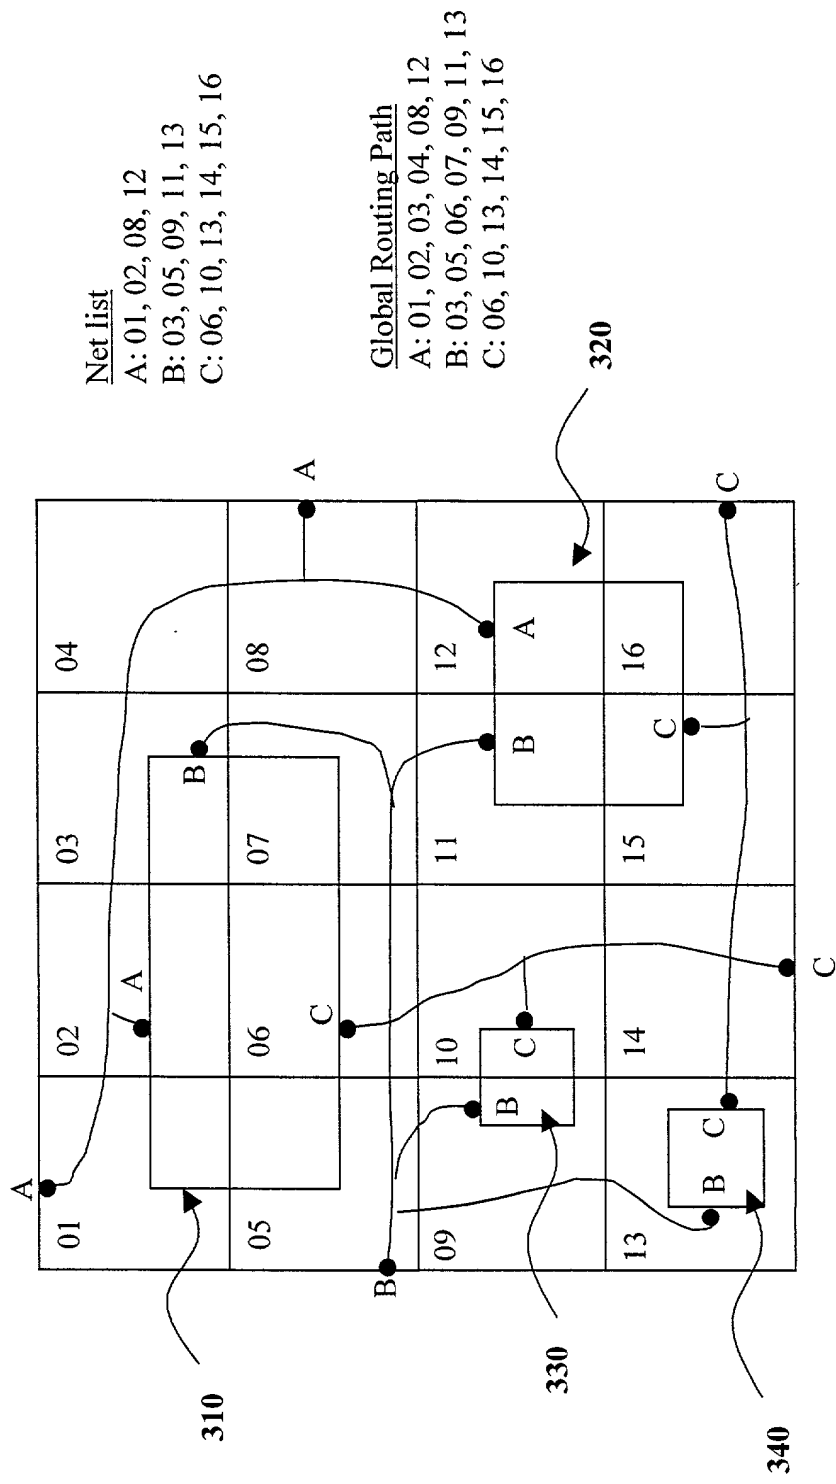 A
01 02 03 04
A
B
310
05 06 07 08
A
C
B
09 10 11 12
B C B A
330
320
13 14 15 16
C
B C
C
340
C
Net list
A: 01, 02, 08, 12
B: 03, 05, 09, 11, 13
C: 06, 10, 13, 14, 15, 16
Global Routing Path
A: 01, 02, 03, 04, 08, 12
B: 03, 05, 06, 07, 09, 11, 13
C: 06, 10, 13, 14, 15, 16